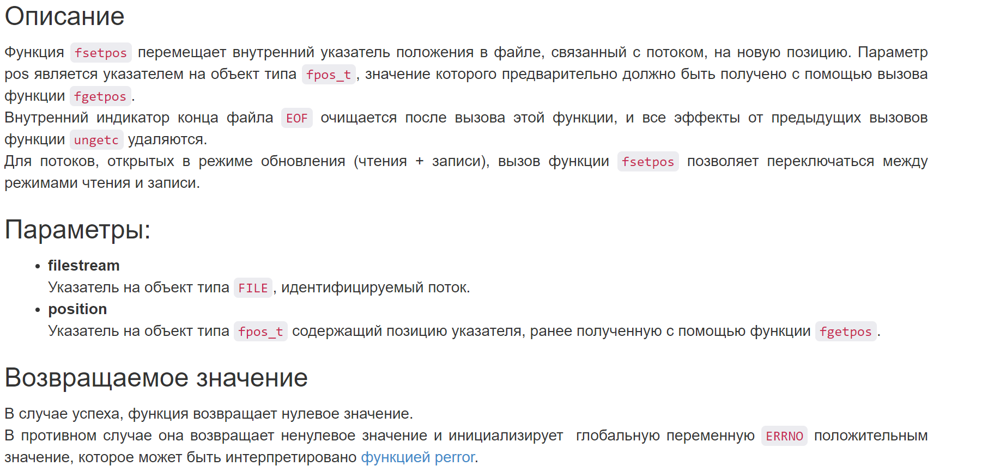 Описание
Функция fsetpos перемещает внутренний указатель положения в файле, связанный с потоком, на новую позицию. Параметр
pos является указателем на объект типа fpos_t, значение которого предварительно должно быть получено с помощью вызова
функции fgetpos.
Внутренний индикатор конца файла EOF очищается после вызова этой функции, и все эффекты от предыдущих вызовов
функции ungetc удаляются.
Для потоков, открытых в режиме обновления (чтения + записи), вызов функции fsetpos позволяет переключаться между
режимами чтения и записи.
Параметры:
• filestream
Указатель на объект типа FILE, идентифицируемый поток.
• position
Указатель на объект типа fpos_t содержащий позицию указателя, ранее полученную с помощью функции fgetpos.
Возвращаемое значение
В случае успеха, функция возвращает нулевое значение.
В противном случае она возвращает ненулевое значение и инициализирует глобальную переменную ERRNO положительным
значение, которое может быть интерпретировано функцией perror.